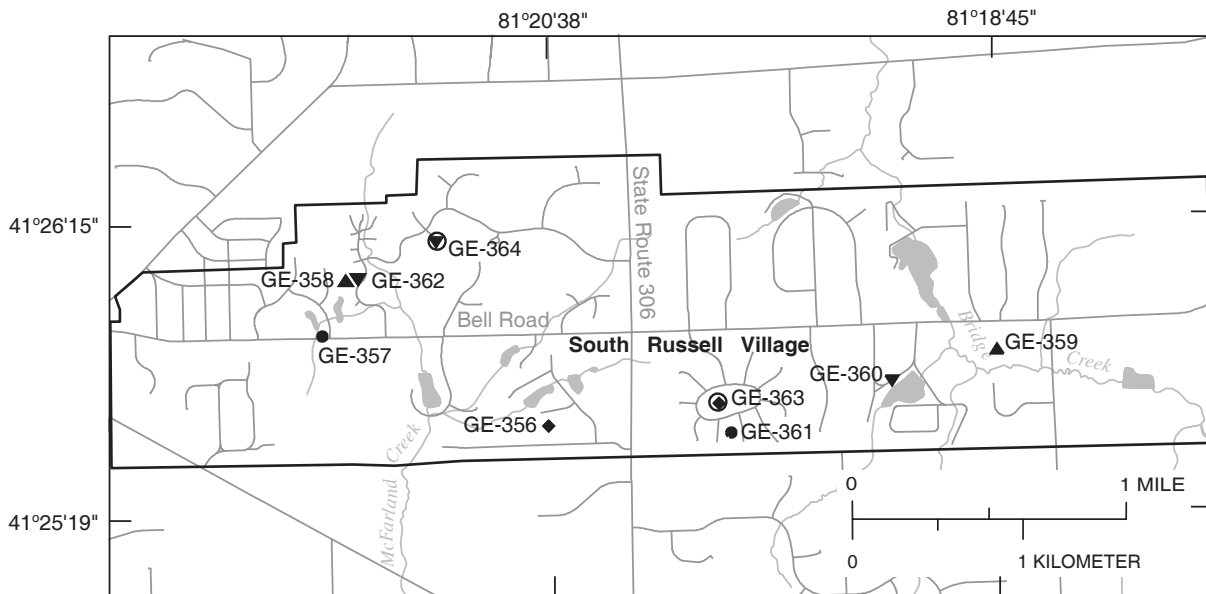 81°20'38"
81°18'45"
41°26'15"
State Route 306
GE-364
GE-358
GE-362
Bell Road
Bridge
Creek
GE-357
South Russell Village
GE-359
GE-360
GE-363
GE-356
GE-361
McFarland Creek
0
1 MILE
41°25'19"
0
1 KILOMETER